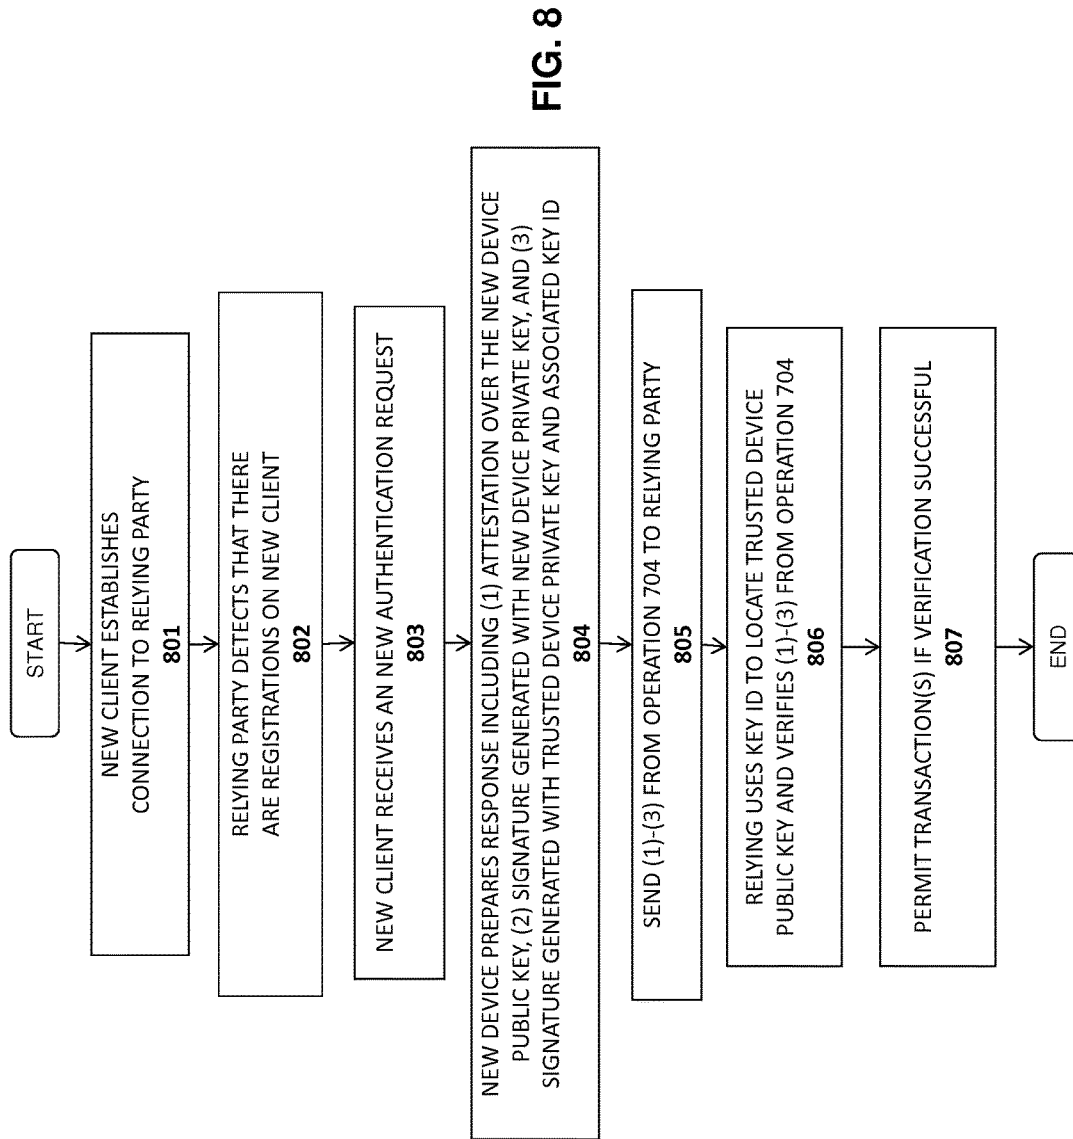 START
NEW CLIENT ESTABLISHES
CONNECTION TO RELYING PARTY
801
RELYING PARTY DETECTS THAT THERE
ARE REGISTRATIONS ON NEW CLIENT
802
NEW CLIENT RECEIVES AN NEW AUTHENTICATION REQUEST
803
NEW DEVICE PREPARES RESPONSE INCLUDING (1) ATTESTATION OVER THE NEW DEVICE
PUBLIC KEY, (2) SIGNATURE GENERATED WITH NEW DEVICE PRIVATE KEY, AND (3)
SIGNATURE GENERATED WITH TRUSTED DEVICE PRIVATE KEY AND ASSOCIATED KEY ID
804
SEND (1)-(3) FROM OPERATION 704 TO RELYING PARTY
805
RELYING USES KEY ID TO LOCATE TRUSTED DEVICE
PUBLIC KEY AND VERIFIES (1)-(3) FROM OPERATION 704
806
PERMIT TRANSACTION(S) IF VERIFICATION SUCCESSFUL
807
END
FIG. 8